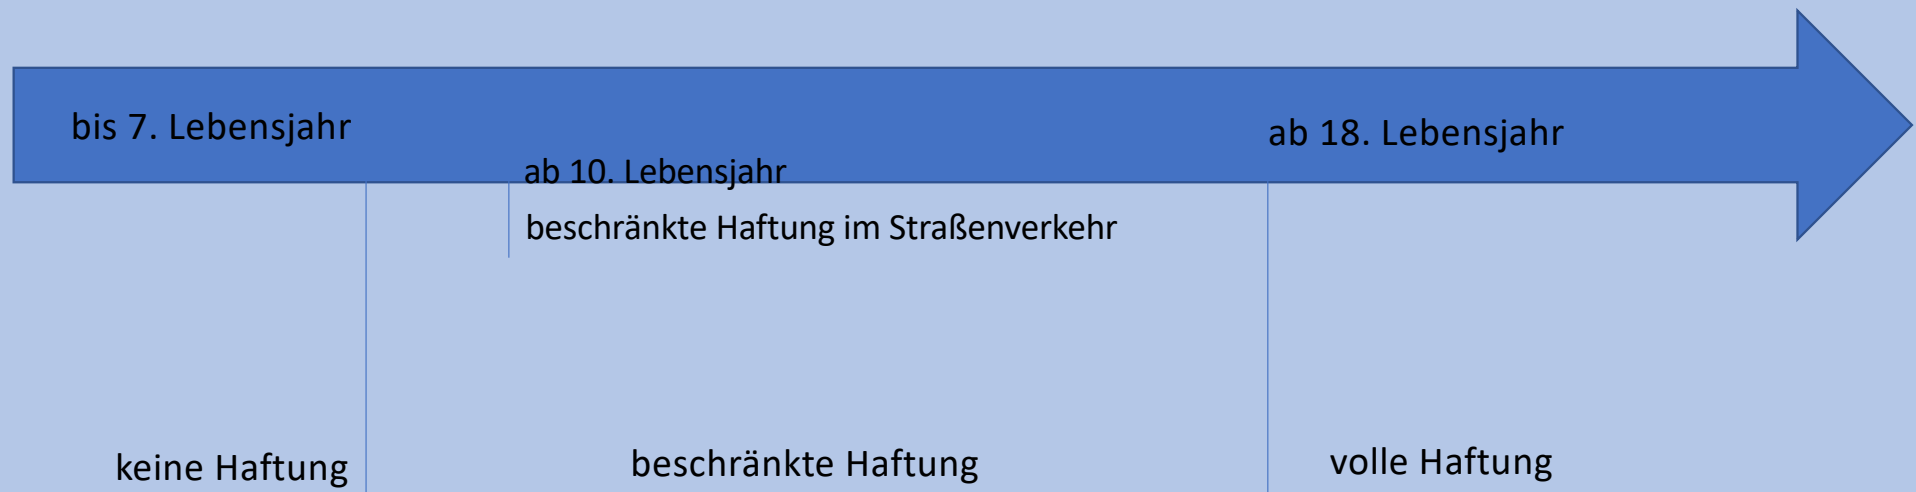 bis 7. Lebensjahr
ab 18. Lebensjahr
ab 10. Lebensjahr
beschränkte Haftung im Straßenverkehr
keine Haftung
beschränkte Haftung
volle Haftung